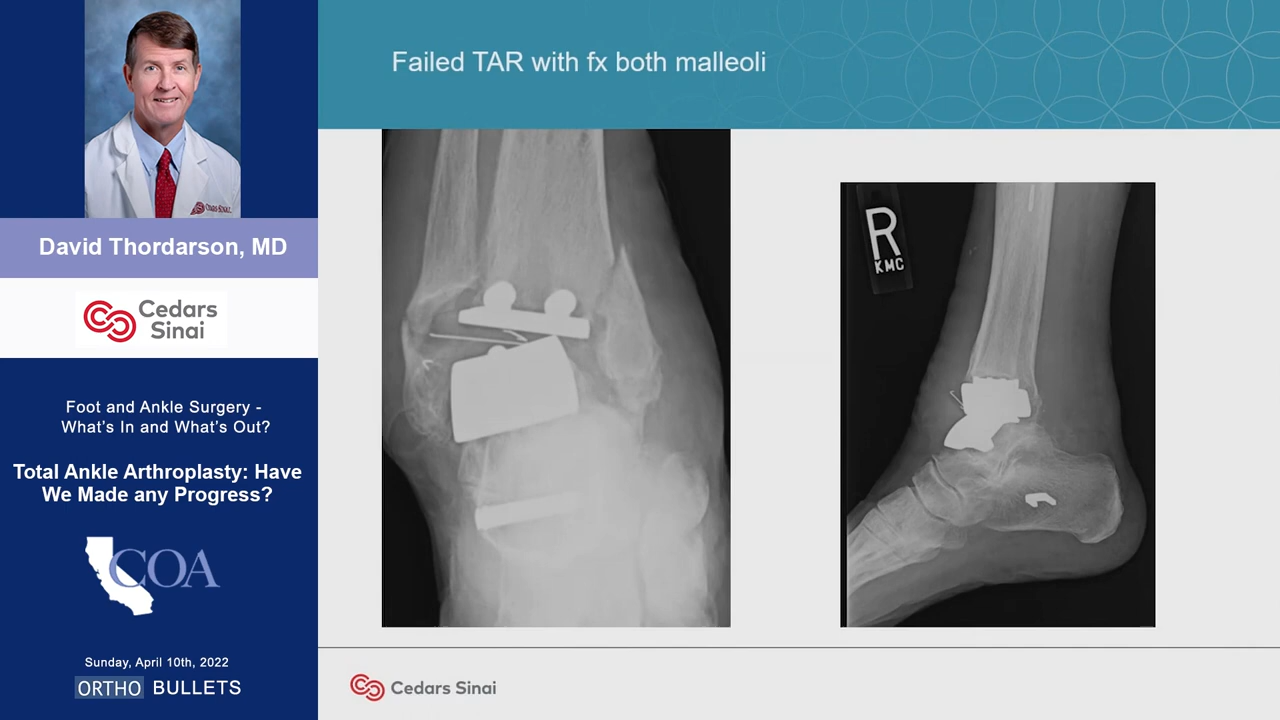 Failed TAR with fx both malleoli
R
KMC
David Thordarson, MD
Cedars
Sinai
Foot and Ankle Surgery -
What's In and What's Out?
Total Ankle Arthroplasty: Have
We Made any Progress?
COA
Sunday, April 10th, 2022
ORTHO BULLETS
Cedars Sinai